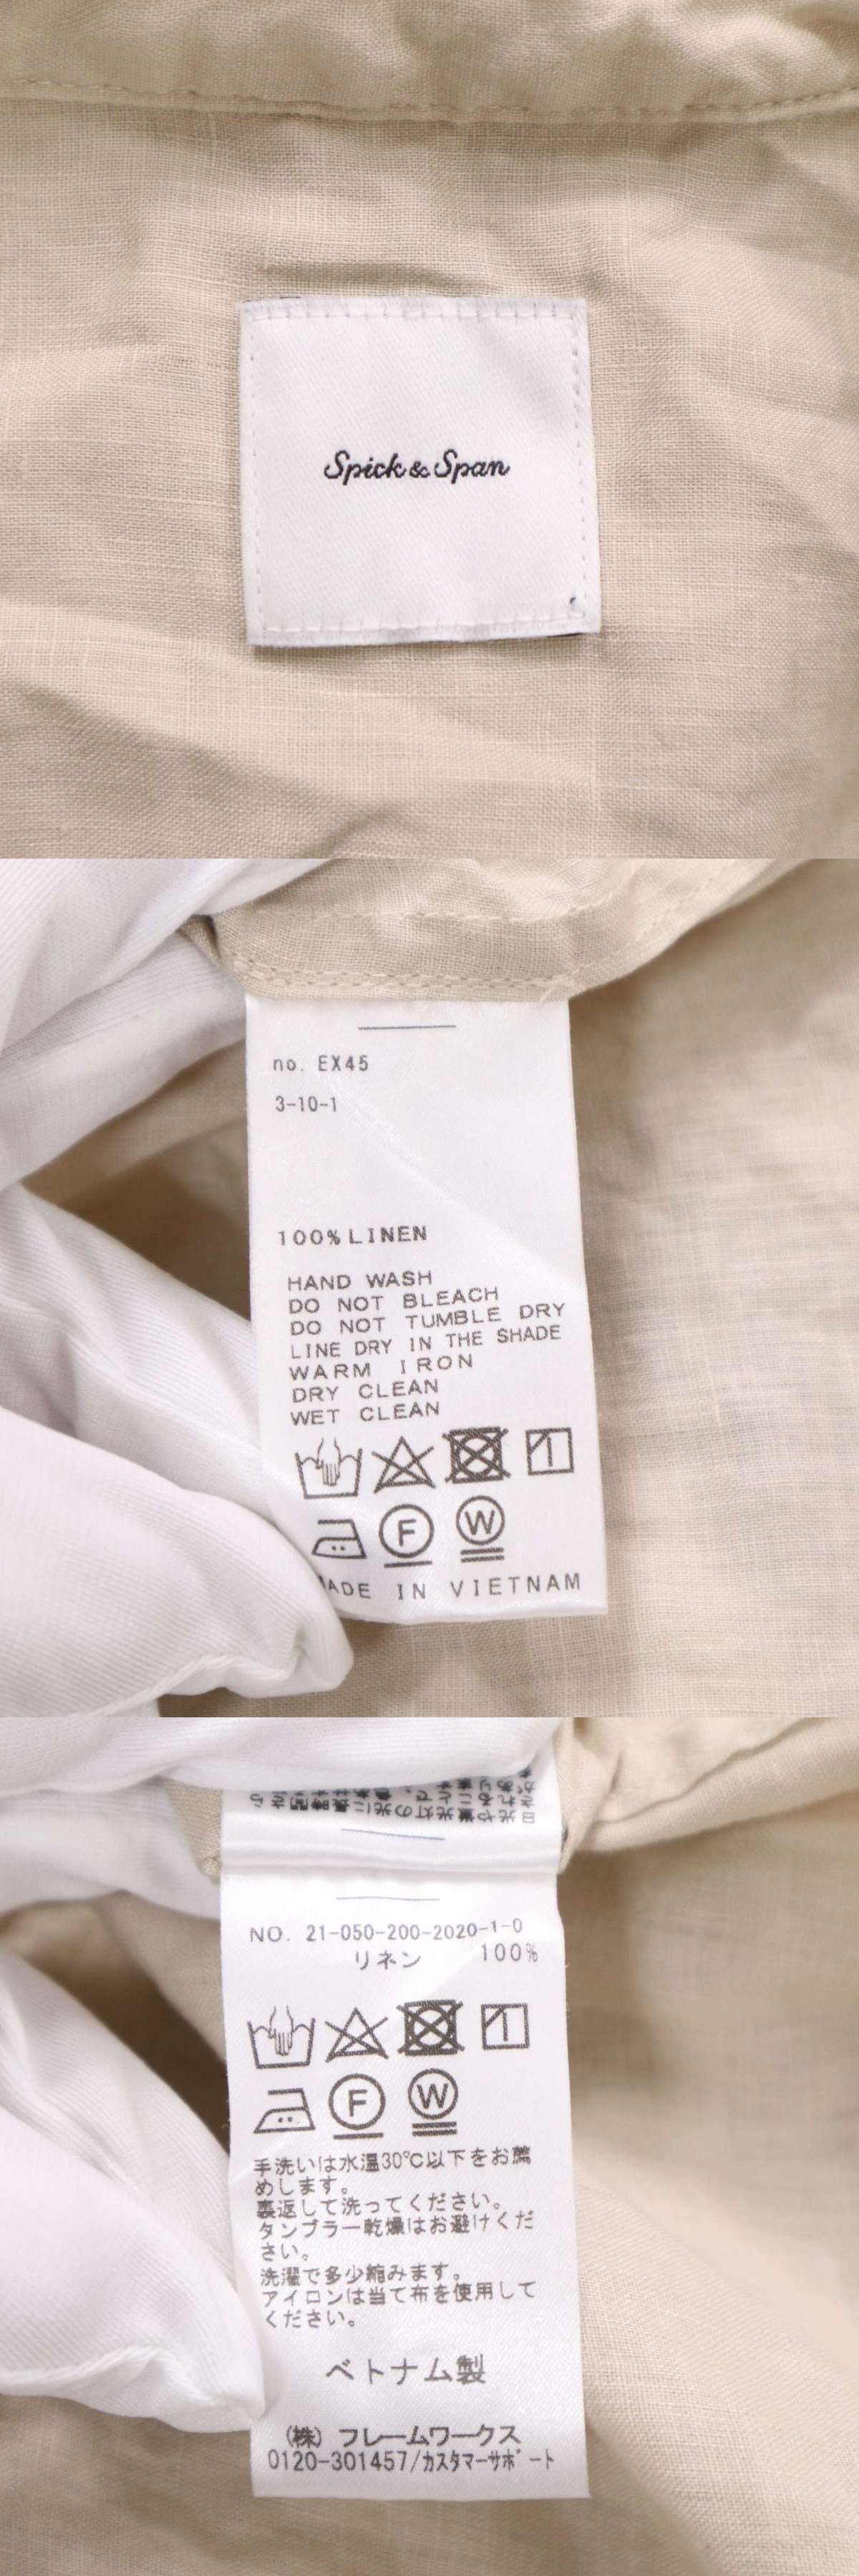 Spick & Span
no. EX45
3-10-1
100% LINEN
HAND WASH
DO NOT BLEACH
DO NOT TUMBLE DRY
LINE DRY IN THE SHADE
WARM IRON
DRY CLEAN
WET CLEAN
F W
ADE IN VIETNAM
NO. 21-050-200-2020-1-0
リネン 100%
F W
手洗いは水温30℃以下をお薦
めします。
裏返して洗ってください。
タンブラー乾燥はお避けくだ
さい。
洗濯で多少縮みます。
アイロンは当て布を使用して
ください。
ベトナム製
(株)フレームワークス
0120-301457/カスタマーサポート